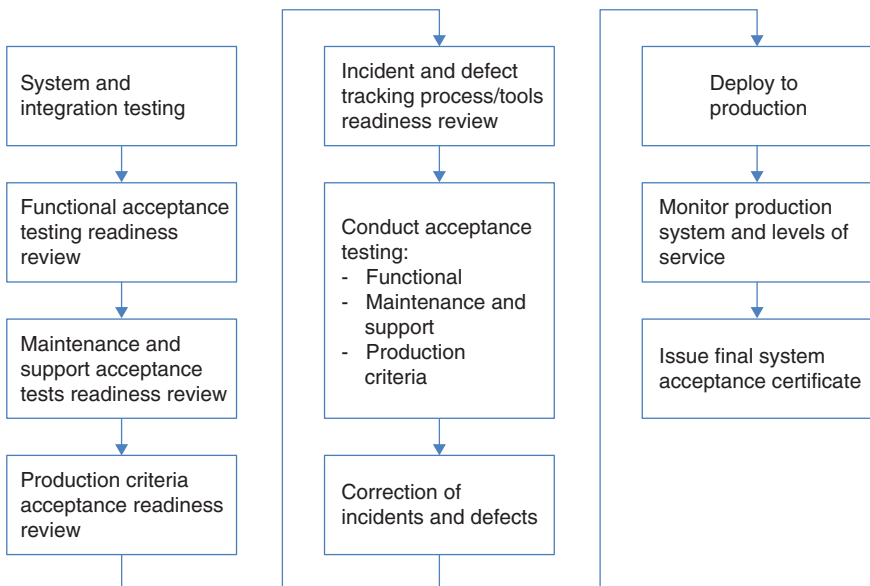 System and
integration testing
Functional acceptance
testing readiness
review
Maintenance and
support acceptance
tests readiness review
Production criteria
acceptance readiness
review
Incident and defect
tracking process/tools
readiness review
Conduct acceptance
testing:
- Functional
- Maintenance and
support
- Production
criteria
Correction of
incidents and defects
Deploy to
production
Monitor production
system and levels of
service
Issue final system
acceptance certificate